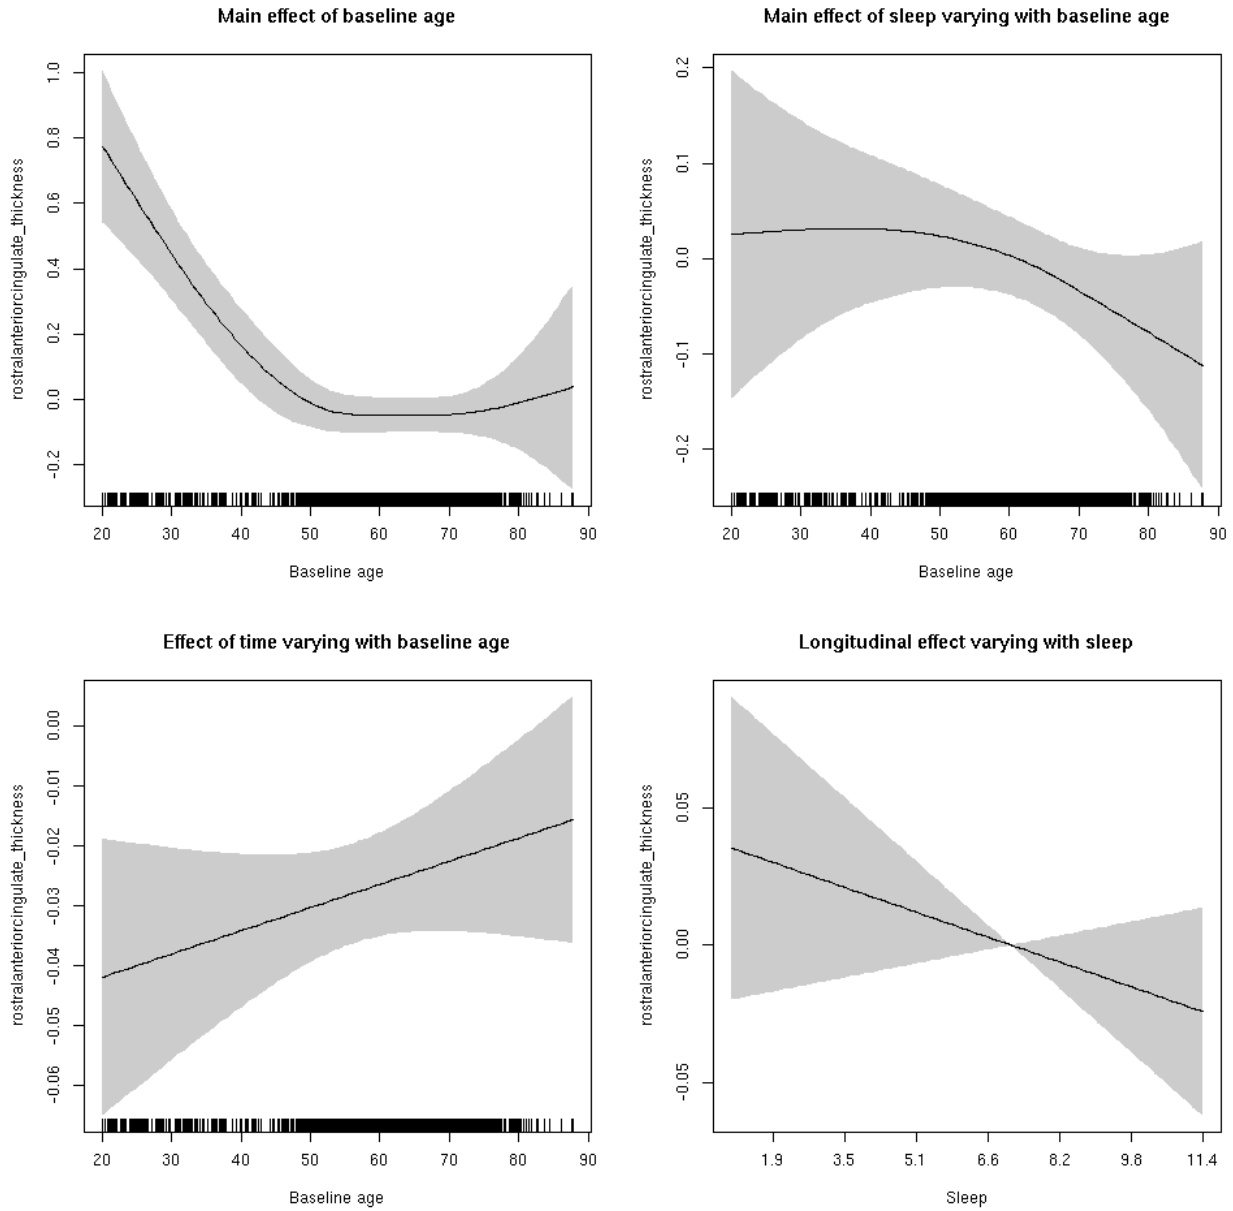 Main effect of baseline age
rostralanteriorcingulate_thickness
1.0
0.8
0.6
0.4
0.2
0.0
-0.2
20 30 40 50 60 70 80 90
Baseline age
Main effect of sleep varying with baseline age
rostralanteriorcingulate_thickness
0.2
0.1
0.0
-0.1
-0.2
20 30 40 50 60 70 80 90
Baseline age
Effect of time varying with baseline age
rostralanteriorcingulate_thickness
0.00
-0.01
-0.02
-0.03
-0.04
-0.05
-0.06
20 30 40 50 60 70 80 90
Baseline age
Longitudinal effect varying with sleep
rostralanteriorcingulate_thickness
0.05
0.00
-0.05
1.9 3.5 5.1 6.6 8.2 9.8 11.4
Sleep